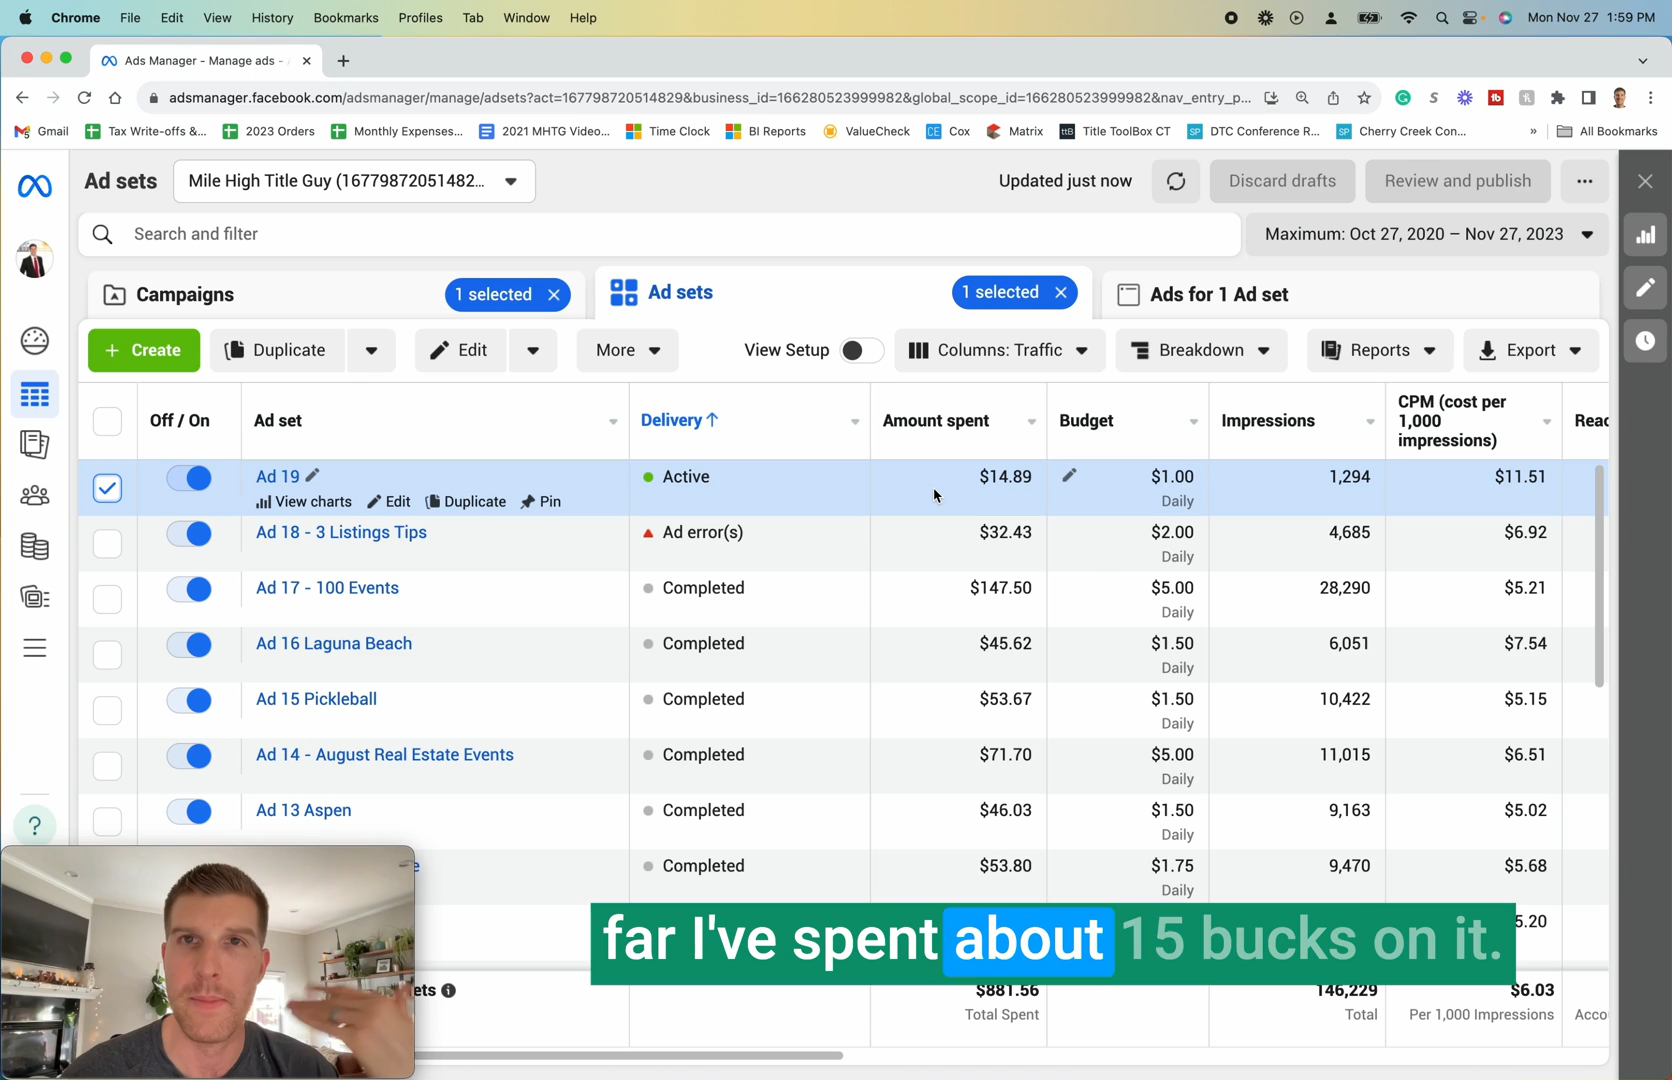 Chrome File Edit View History Bookmarks Profiles Tab Window Help Mon Nov 27 1:59 PM
Ads Manager - Manage ads -
adsmanager.facebook.com/adsmanager/manage/adsets?act=167798720514829&business_id=166280523999982&global_scope_id=166280523999982&nav_entry_p...
Gmail Tax Write-offs &... 2023 Orders Monthly Expenses... 2021 MHTG Video... Time Clock BI Reports ValueCheck CE Cox Matrix ttB Title ToolBox CT SP DTC Conference R... SP Cherry Creek Con... » All Bookmarks
Ad sets Mile High Title Guy (16779872051482... Updated just now Discard drafts Review and publish ...
Search and filter Maximum: Oct 27, 2020 – Nov 27, 2023
Campaigns 1 selected Ad sets 1 selected Ads for 1 Ad set
+ Create Duplicate Edit More View Setup Columns: Traffic Breakdown Reports Export
Off / On Ad set Delivery ↑ Amount spent Budget Impressions CPM (cost per 1,000 impressions) Reac
Ad 19 Active $14.89 $1.00 1,294 $11.51
View charts Edit Duplicate Pin Daily
Ad 18 - 3 Listings Tips Ad error(s) $32.43 $2.00 4,685 $6.92
Daily
Ad 17 - 100 Events Completed $147.50 $5.00 28,290 $5.21
Daily
Ad 16 Laguna Beach Completed $45.62 $1.50 6,051 $7.54
Daily
Ad 15 Pickleball Completed $53.67 $1.50 10,422 $5.15
Daily
Ad 14 - August Real Estate Events Completed $71.70 $5.00 11,015 $6.51
Daily
Ad 13 Aspen Completed $46.03 $1.50 9,163 $5.02
Daily
? e Completed $53.80 $1.75 9,470 $5.68
Daily
far I've spent about 15 bucks on it. 5.20
ets $881.56 146,229 $6.03
Total Spent Total Per 1,000 Impressions Acco